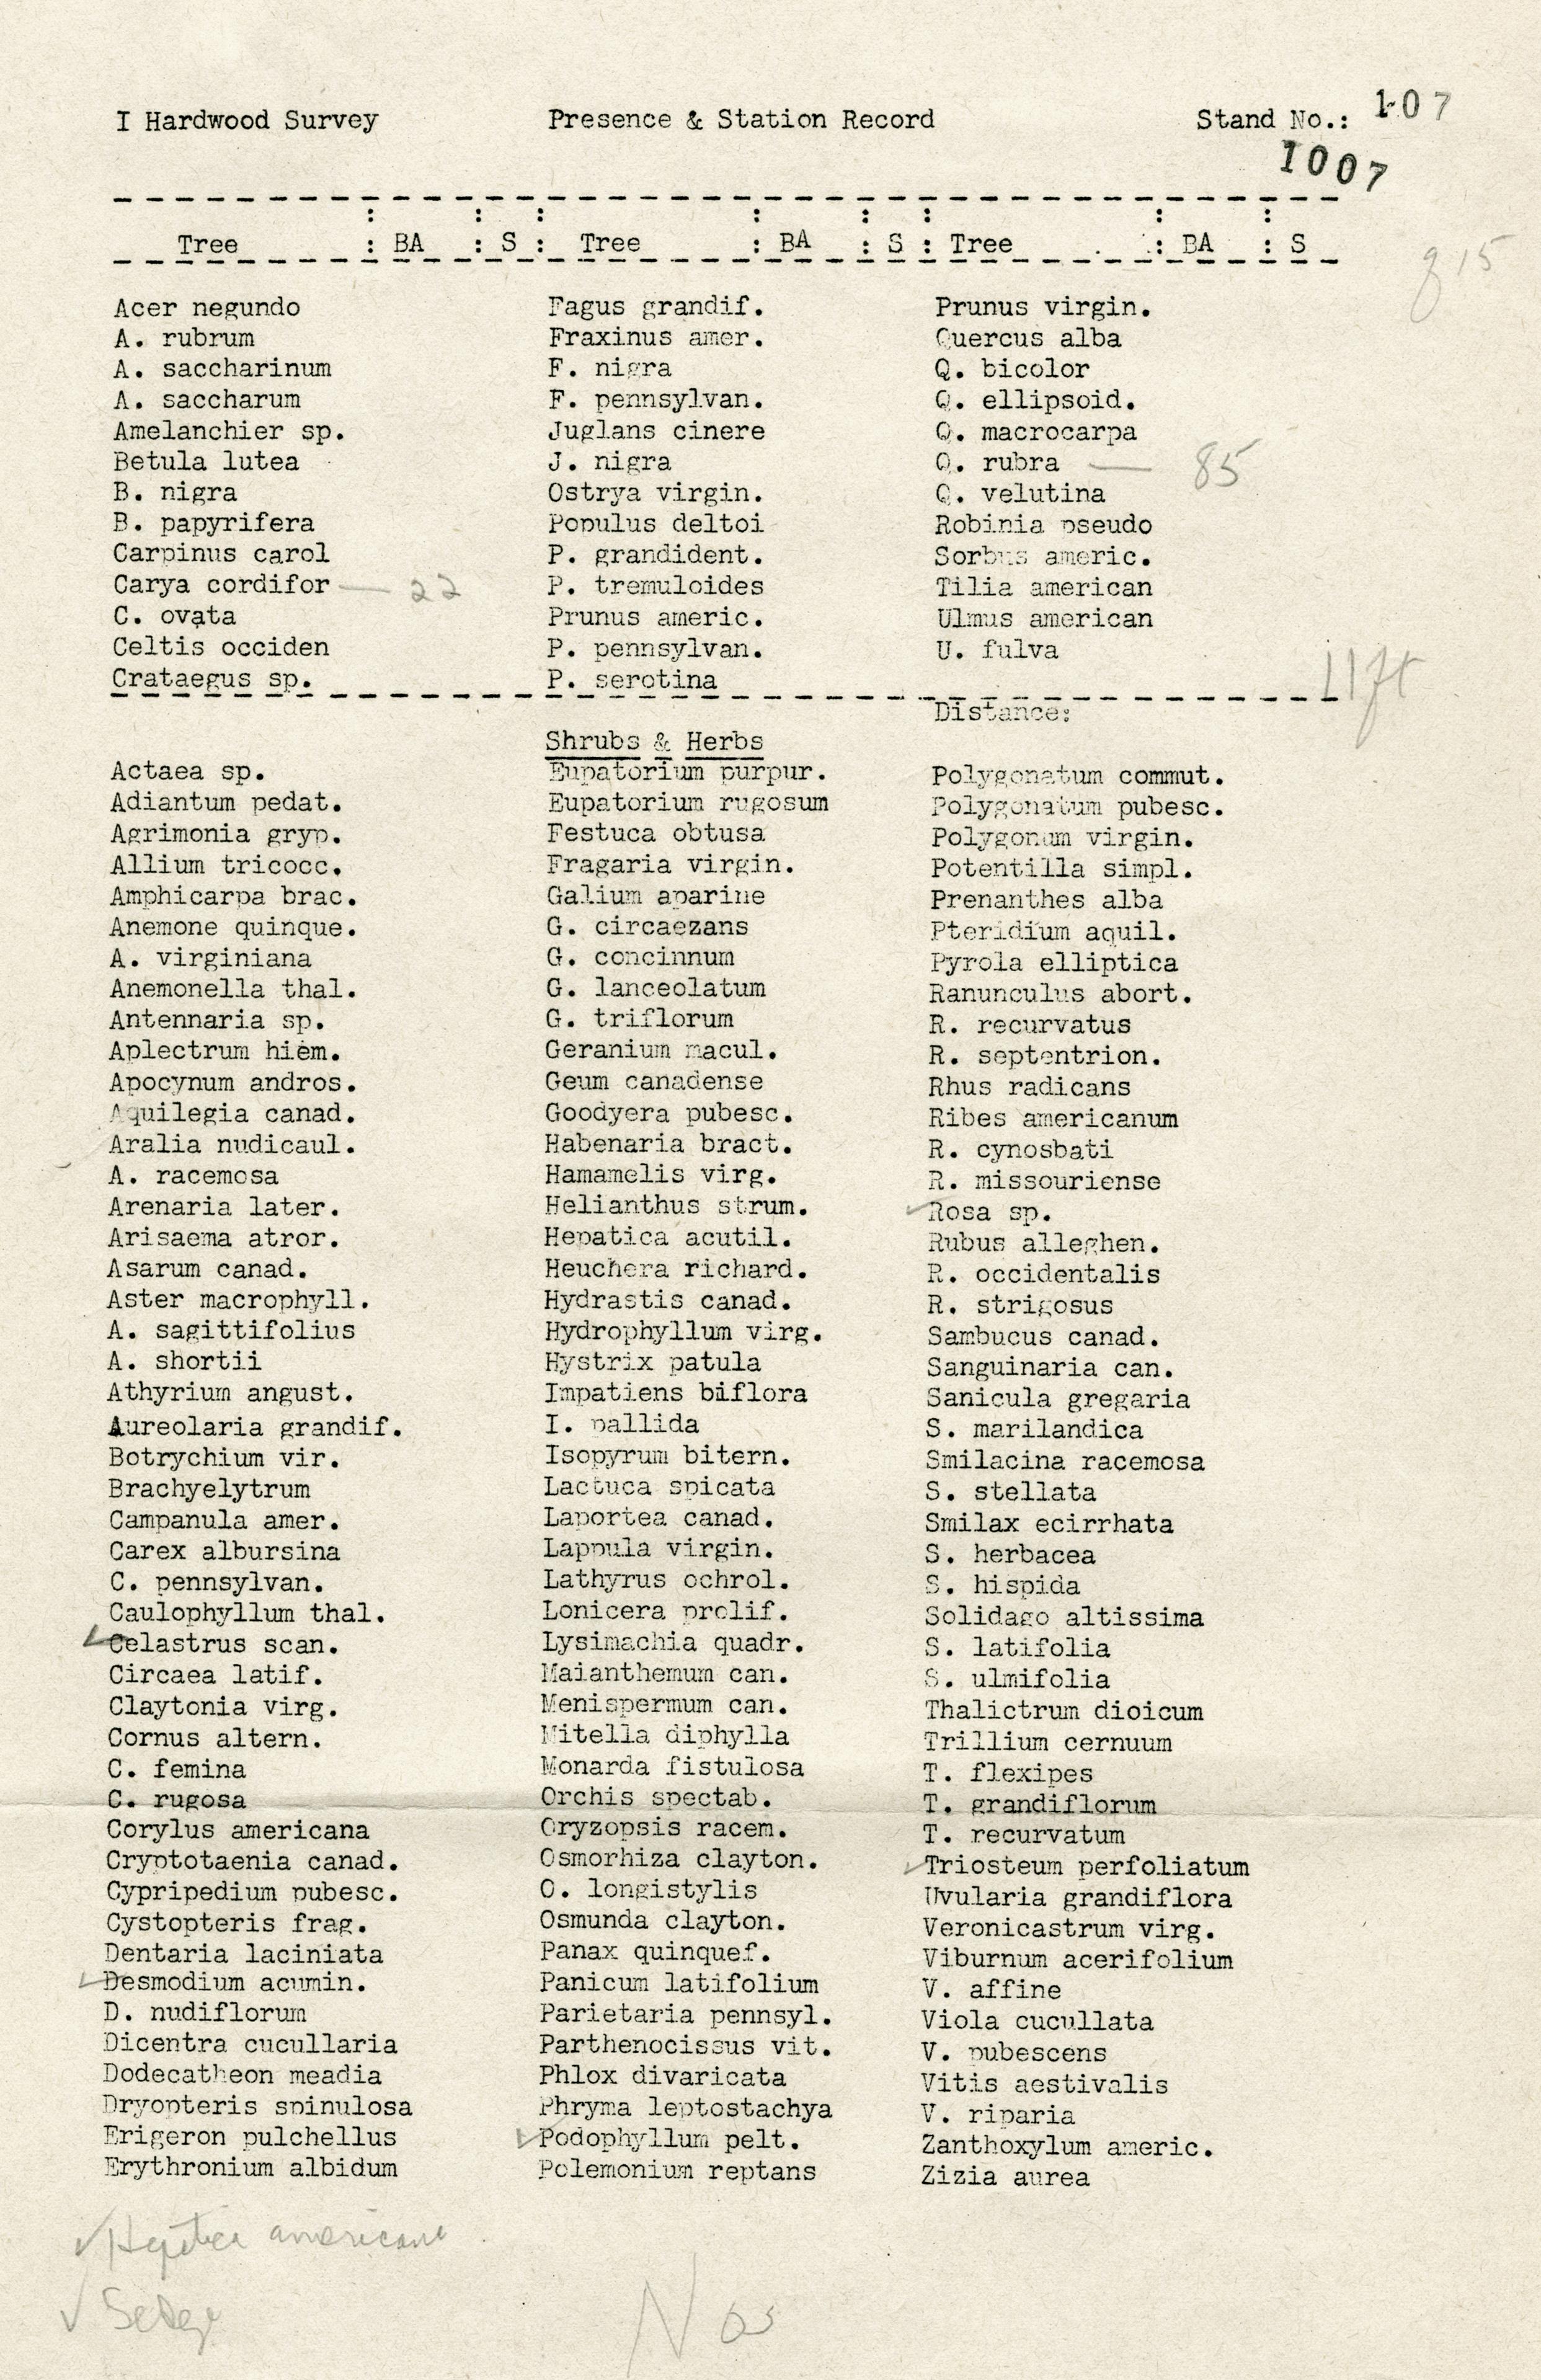 I Hardwood Survey Presence & Station Record Stand No.: 107
1007
Tree : BA : S : Tree : BA : S : Tree : BA : S
Acer negundo Fagus grandif. Prunus virgin.
A. rubrum Fraxinus amer. Quercus alba
A. saccharinum F. nigra Q. bicolor
A. saccharum F. pennsylvan. Q. ellipsoid.
Amelanchier sp. Juglans cinere Q. macrocarpa
Betula lutea J. nigra Q. rubra — 85
B. nigra Ostrya virgin. Q. velutina
B. papyrifera Populus deltoi Robinia pseudo
Carpinus carol P. grandident. Sorbus americ.
Carya cordifor — 22 P. tremuloides Tilia american
C. ovata Prunus americ. Ulmus american
Celtis occiden P. pennsylvan. U. fulva
Crataegus sp. P. serotina
Distance:
Shrubs & Herbs
Actaea sp. Eupatorium purpur. Polygonatum commut.
Adiantum pedat. Eupatorium rugosum Polygonatum pubesc.
Agrimonia gryp. Festuca obtusa Polygonum virgin.
Allium tricocc. Fragaria virgin. Potentilla simpl.
Amphicarpa brac. Galium aparine Prenanthes alba
Anemone quinque. G. circaezans Pteridium aquil.
A. virginiana G. concinnum Pyrola elliptica
Anemonella thal. G. lanceolatum Ranunculus abort.
Antennaria sp. G. triflorum R. recurvatus
Aplectrum hiem. Geranium macul. R. septentrion.
Apocynum andros. Geum canadense Rhus radicans
Aquilegia canad. Goodyera pubesc. Ribes americanum
Aralia nudicaul. Habenaria bract. R. cynosbati
A. racemosa Hamamelis virg. R. missouriense
Arenaria later. Helianthus strum. ✓Rosa sp.
Arisaema atror. Hepatica acutil. Rubus alleghen.
Asarum canad. Heuchera richard. R. occidentalis
Aster macrophyll. Hydrastis canad. R. strigosus
A. sagittifolius Hydrophyllum virg. Sambucus canad.
A. shortii Hystrix patula Sanguinaria can.
Athyrium angust. Impatiens biflora Sanicula gregaria
Aureolaria grandif. I. pallida S. marilandica
Botrychium vir. Isopyrum bitern. Smilacina racemosa
Brachyelytrum Lactuca spicata S. stellata
Campanula amer. Laportea canad. Smilax ecirrhata
Carex albursina Lappula virgin. S. herbacea
C. pennsylvan. Lathyrus ochrol. S. hispida
Caulophyllum thal. Lonicera prolif. Solidago altissima
✓Celastrus scan. Lysimachia quadr. S. latifolia
Circaea latif. Maianthemum can. S. ulmifolia
Claytonia virg. Menispermum can. Thalictrum dioicum
Cornus altern. Mitella diphylla Trillium cernuum
C. femina Monarda fistulosa T. flexipes
C. rugosa Orchis spectab. T. grandiflorum
Corylus americana Oryzopsis racem. T. recurvatum
Cryptotaenia canad. Osmorhiza clayton. ✓Triosteum perfoliatum
Cypripedium pubesc. O. longistylis Uvularia grandiflora
Cystopteris frag. Osmunda clayton. Veronicastrum virg.
Dentaria laciniata Panax quinquef. Viburnum acerifolium
✓Desmodium acumin. Panicum latifolium V. affine
D. nudiflorum Parietaria pennsyl. Viola cucullata
Dicentra cucullaria Parthenocissus vit. V. pubescens
Dodecatheon meadia Phlox divaricata Vitis aestivalis
Dryopteris spinulosa Phryma leptostachya V. riparia
Erigeron pulchellus ✓Podophyllum pelt. Zanthoxylum americ.
Erythronium albidum Polemonium reptans Zizia aurea
✓ americana
✓ Sedge